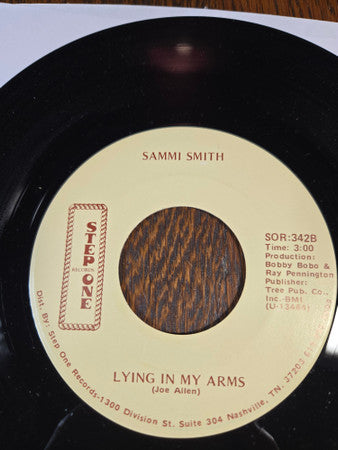 SAMMI SMITH
STEP ONE
RECORDS
SOR:342B
Time: 3:00
Production:
Bobby Bobo &
Ray Pennington
Publisher:
Tree Pub. Co.,
Inc.-BMI
(U-13484)
LYING IN MY ARMS
(Joe Allen)
Dist. By: Step One Records-1300 Division St. Suite 304 Nashville, TN. 37203